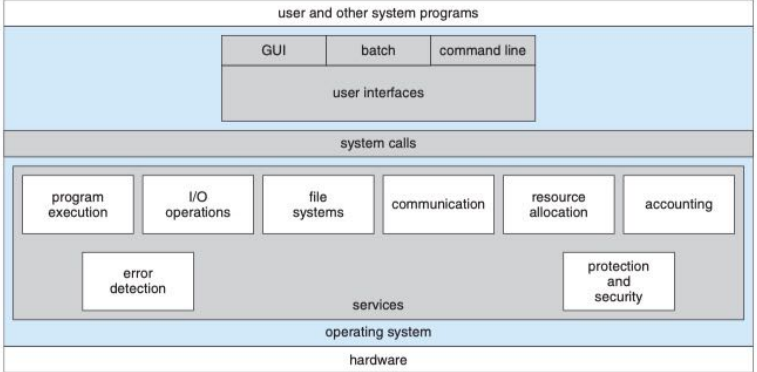 user and other system programs
GUI
batch
command line
user interfaces
system calls
program
execution
I/O
operations
file
systems
communication
resource
allocation
accounting
error
detection
protection
and
security
services
operating system
hardware